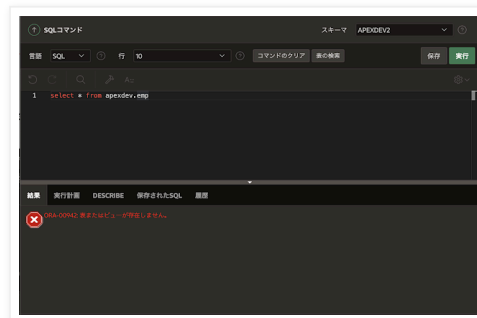 SQLコマンド
スキーマ APEXDEV2
言語 SQL 行 10 コマンドのクリア 表の検索 保存 実行
1 select * from apexdev.emp
結果 実行計画 DESCRIBE 保存されたSQL 履歴
ORA-00942: 表またはビューが存在しません。